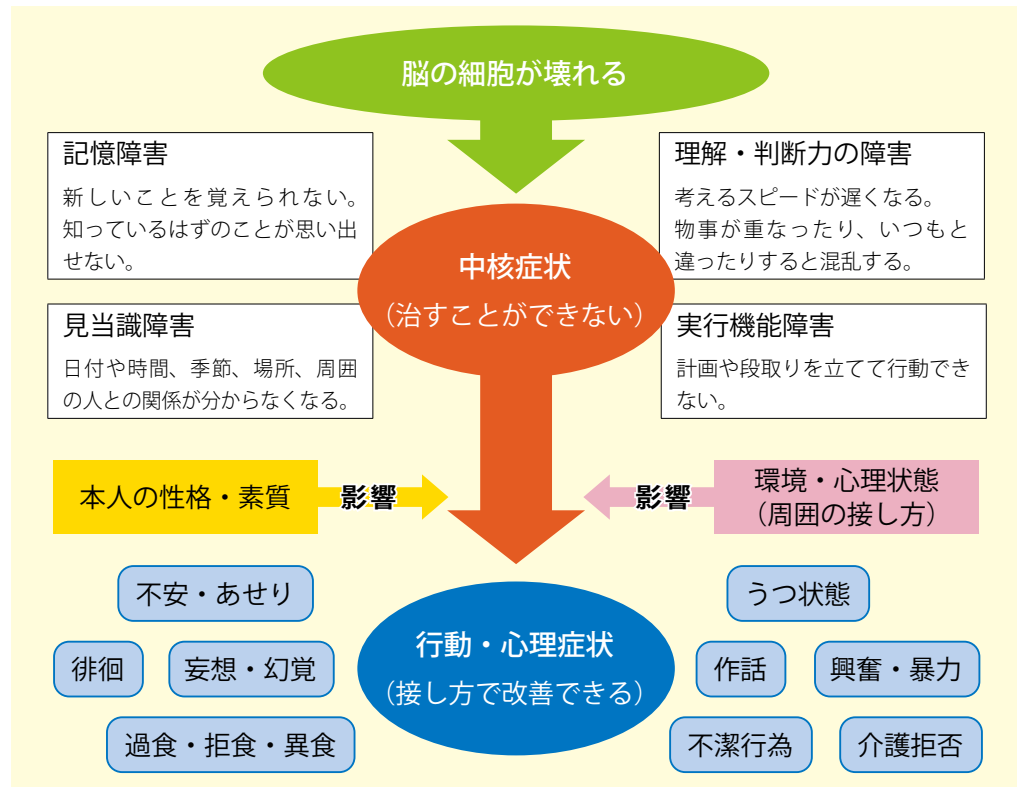 脳の細胞が壊れる
記憶障害
新しいことを覚えられない。
知っているはずのことが思い出
せない。
理解・判断力の障害
考えるスピードが遅くなる。
物事が重なったり、いつもと
違ったりすると混乱する。
中核症状
（治すことができない）
見当識障害
日付や時間、季節、場所、周囲
の人との関係が分からなくなる。
実行機能障害
計画や段取りを立てて行動でき
ない。
本人の性格・素質
影響
影響
環境・心理状態
（周囲の接し方）
不安・あせり
徘徊
妄想・幻覚
過食・拒食・異食
行動・心理症状
（接し方で改善できる）
うつ状態
作話
興奮・暴力
不潔行為
介護拒否